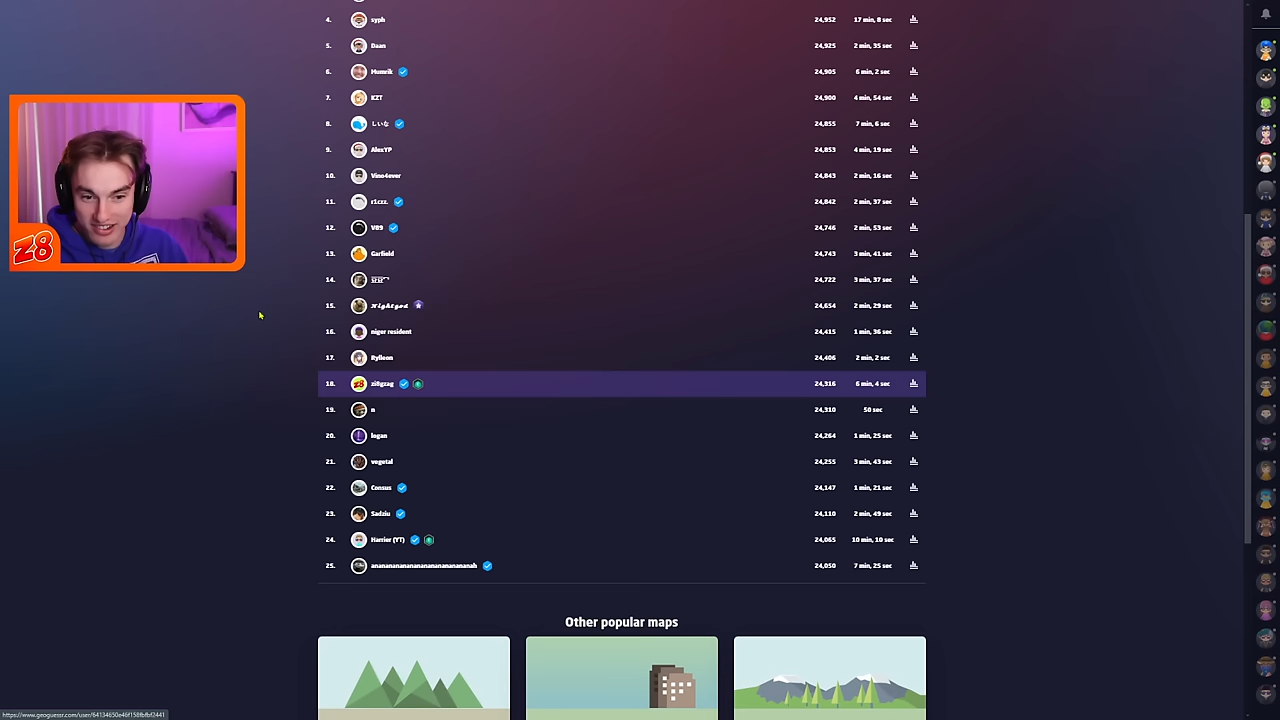 4. syph 24,952 17 min, 8 sec
5. Daan 24,925 2 min, 35 sec
6. Mumrik 24,905 6 min, 2 sec
7. KZT 24,900 4 min, 54 sec
8. しいな 24,855 7 min, 6 sec
9. AlexYP 24,853 4 min, 19 sec
10. Vinn4ever 24,843 2 min, 16 sec
11. r1czz. 24,842 2 min, 37 sec
12. V89 24,746 2 min, 53 sec
13. Garfield 24,743 3 min, 41 sec
14. 24,722 3 min, 37 sec
15. 𝓝𝓲𝓰𝓱𝓽𝓰𝓸𝓭 24,654 2 min, 29 sec
16. niger resident 24,415 1 min, 36 sec
17. Rylleon 24,406 2 min, 2 sec
18. zi8gzag 24,316 6 min, 4 sec
19. n 24,310 50 sec
20. logan 24,264 1 min, 25 sec
21. vegetal 24,255 3 min, 43 sec
22. Consus 24,147 1 min, 21 sec
23. Sadziu 24,110 2 min, 49 sec
24. Harrier (YT) 24,065 10 min, 10 sec
25. 24,050 7 min, 25 sec
z8
Other popular maps